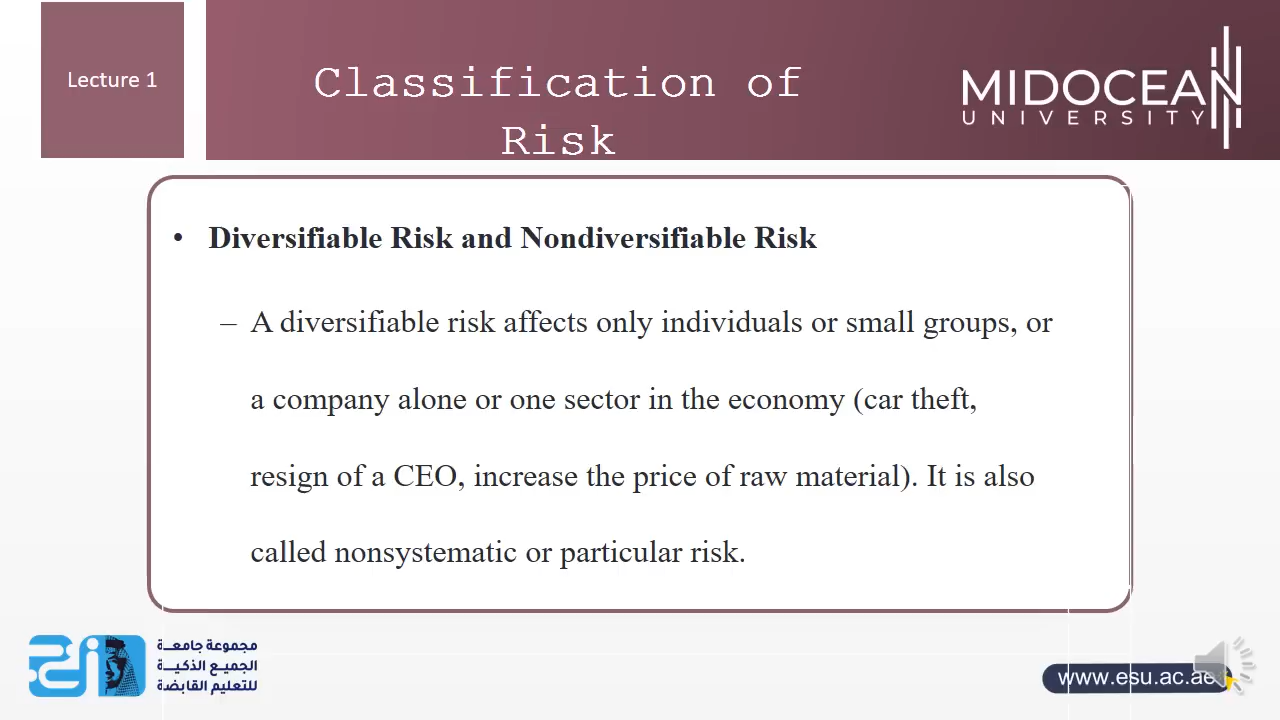 Lecture 1
Classification of
Risk
MIDOCEAN
UNIVERSITY
• Diversifiable Risk and Nondiversifiable Risk
– A diversifiable risk affects only individuals or small groups, or
a company alone or one sector in the economy (car theft,
resign of a CEO, increase the price of raw material). It is also
called nonsystematic or particular risk.
مجموعة جامعة
الجميع الذكية
للتعليم القابضة
www.esu.ac.ae